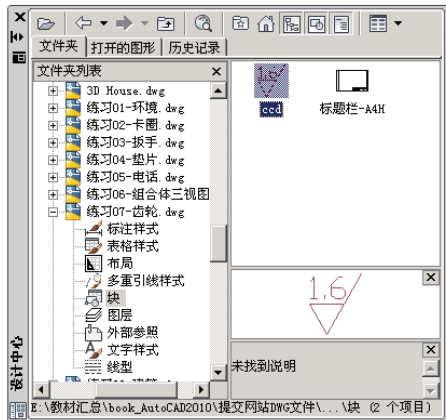 文件夹 打开的图形 历史记录
文件夹列表
3D House.dwg
练习01-环境.dwg
练习02-卡圈.dwg
练习03-扳手.dwg
练习04-垫片.dwg
练习05-电话.dwg
练习06-组合体三视图
练习07-齿轮.dwg
标注样式
表格样式
布局
多重引线样式
块
图层
外部参照
文字样式
线型
1.6
ccd 标题栏-A4H
1.6
未找到说明
设计中心
E:\教材汇总\book_AutoCAD2010\提交网站DWG文件\...\块 (2 个项目)